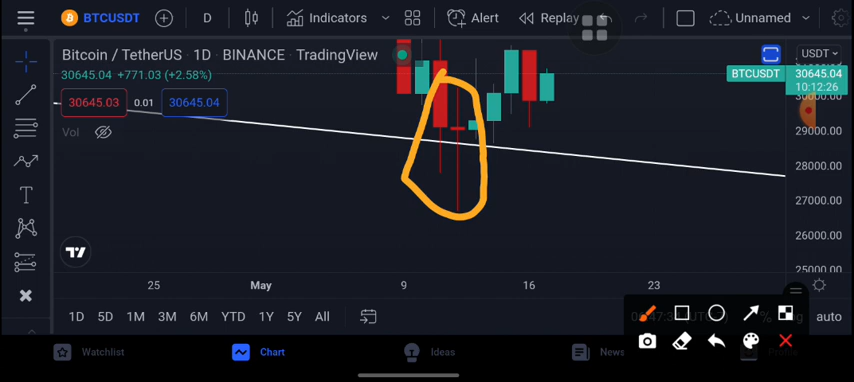 BTCUSDT D Indicators Alert Replay Unnamed
Bitcoin / TetherUS · 1D · BINANCE · TradingView
USDT
30645.04 +771.03 (+2.58%)
BTCUSDT 30645.04
10:12:26
30645.03 0.01 30645.04
30000.00
Vol
29000.00
28000.00
27000.00
26000.00
25000.00
25 May 9 16 23
1D 5D 1M 3M 6M YTD 1Y 5Y All % auto
Watchlist Chart Ideas News